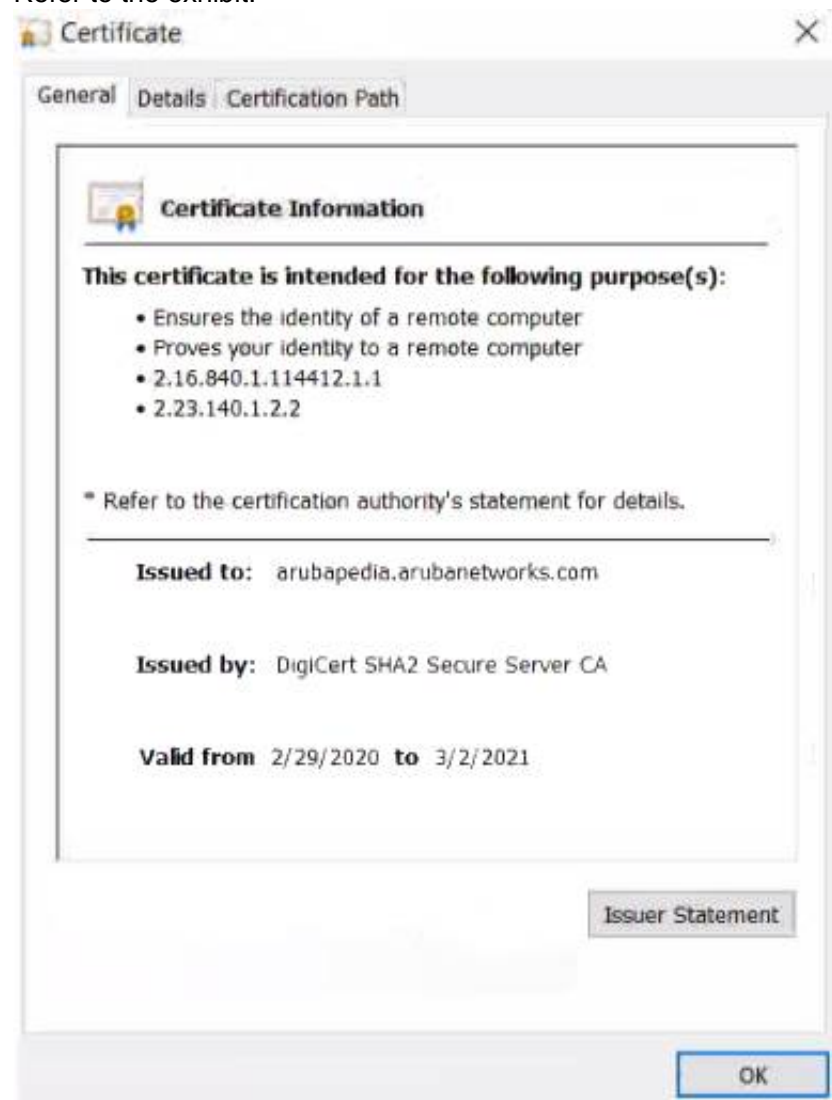 Refer to the exhibit.
Certificate
General Details Certification Path
Certificate Information
This certificate is intended for the following purpose(s):
• Ensures the identity of a remote computer
• Proves your identity to a remote computer
• 2.16.840.1.114412.1.1
• 2.23.140.1.2.2
* Refer to the certification authority's statement for details.
Issued to: arubapedia.arubanetworks.com
Issued by: DigiCert SHA2 Secure Server CA
Valid from 2/29/2020 to 3/2/2021
Issuer Statement
OK